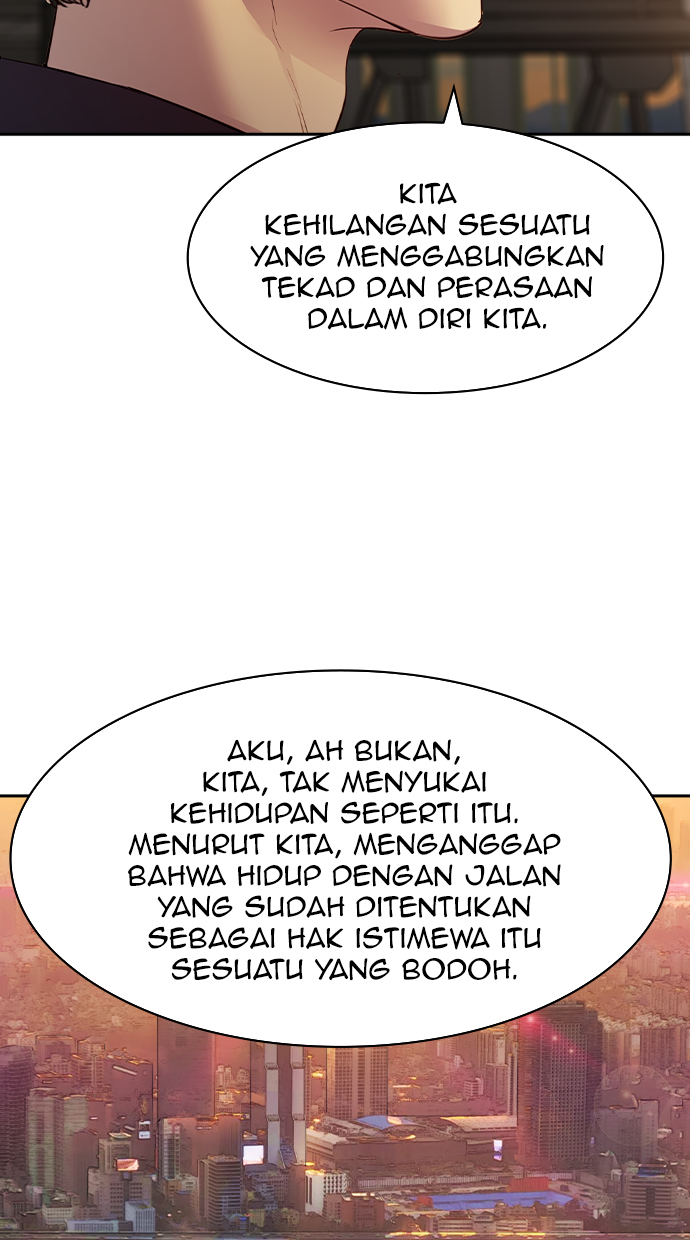 KITA
KEHILANGAN SESUATU
YANG MENGGABUNGKAN
TEKAD DAN PERASAAN
DALAM DIRI KITA.
AKU, AH BUKAN,
KITA, TAK MENYUKAI
KEHIDUPAN SEPERTI ITU.
MENURUT KITA, MENGANGGAP
BAHWA HIDUP DENGAN JALAN
YANG SUDAH DITENTUKAN
SEBAGAI HAK ISTIMEWA ITU
SESUATU YANG BODOH.